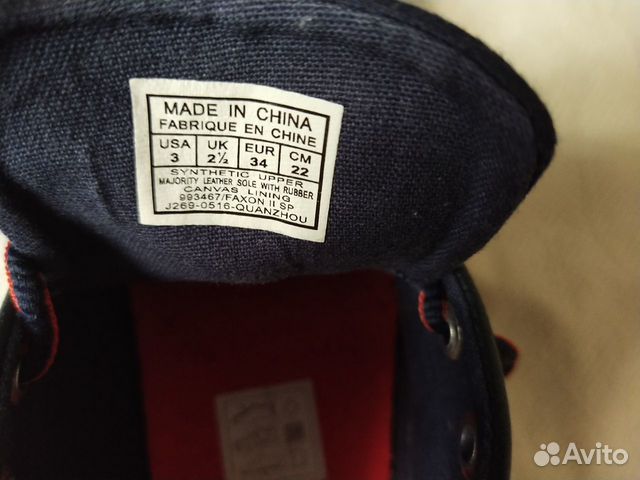 MADE IN CHINA
FABRIQUE EN CHINE
USA UK EUR CM
3 2½ 34 22
SYNTHETIC UPPER
MAJORITY LEATHER SOLE WITH RUBBER
CANVAS LINING
993467/FAXON II SP
J269-0516-QUANZHOU
Avito